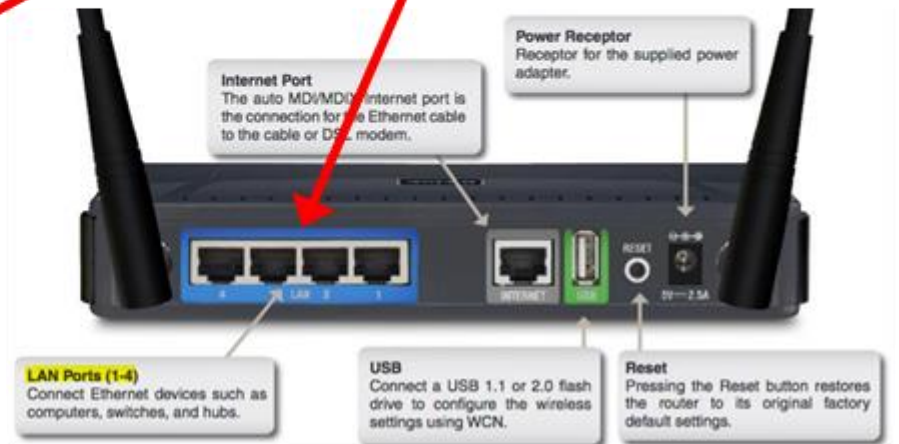 Power Receptor
Receptor for the supplied power
adapter.
Internet Port
The auto MDI/MDIX Internet port is
the connection for the Ethernet cable
to the cable or DSL modem.
RESET
4 LAN 2 1
INTERNET
USB
5V 2.5A
LAN Ports (1-4)
Connect Ethernet devices such as
computers, switches, and hubs.
USB
Connect a USB 1.1 or 2.0 flash
drive to configure the wireless
settings using WCN.
Reset
Pressing the Reset button restores
the router to its original factory
default settings.